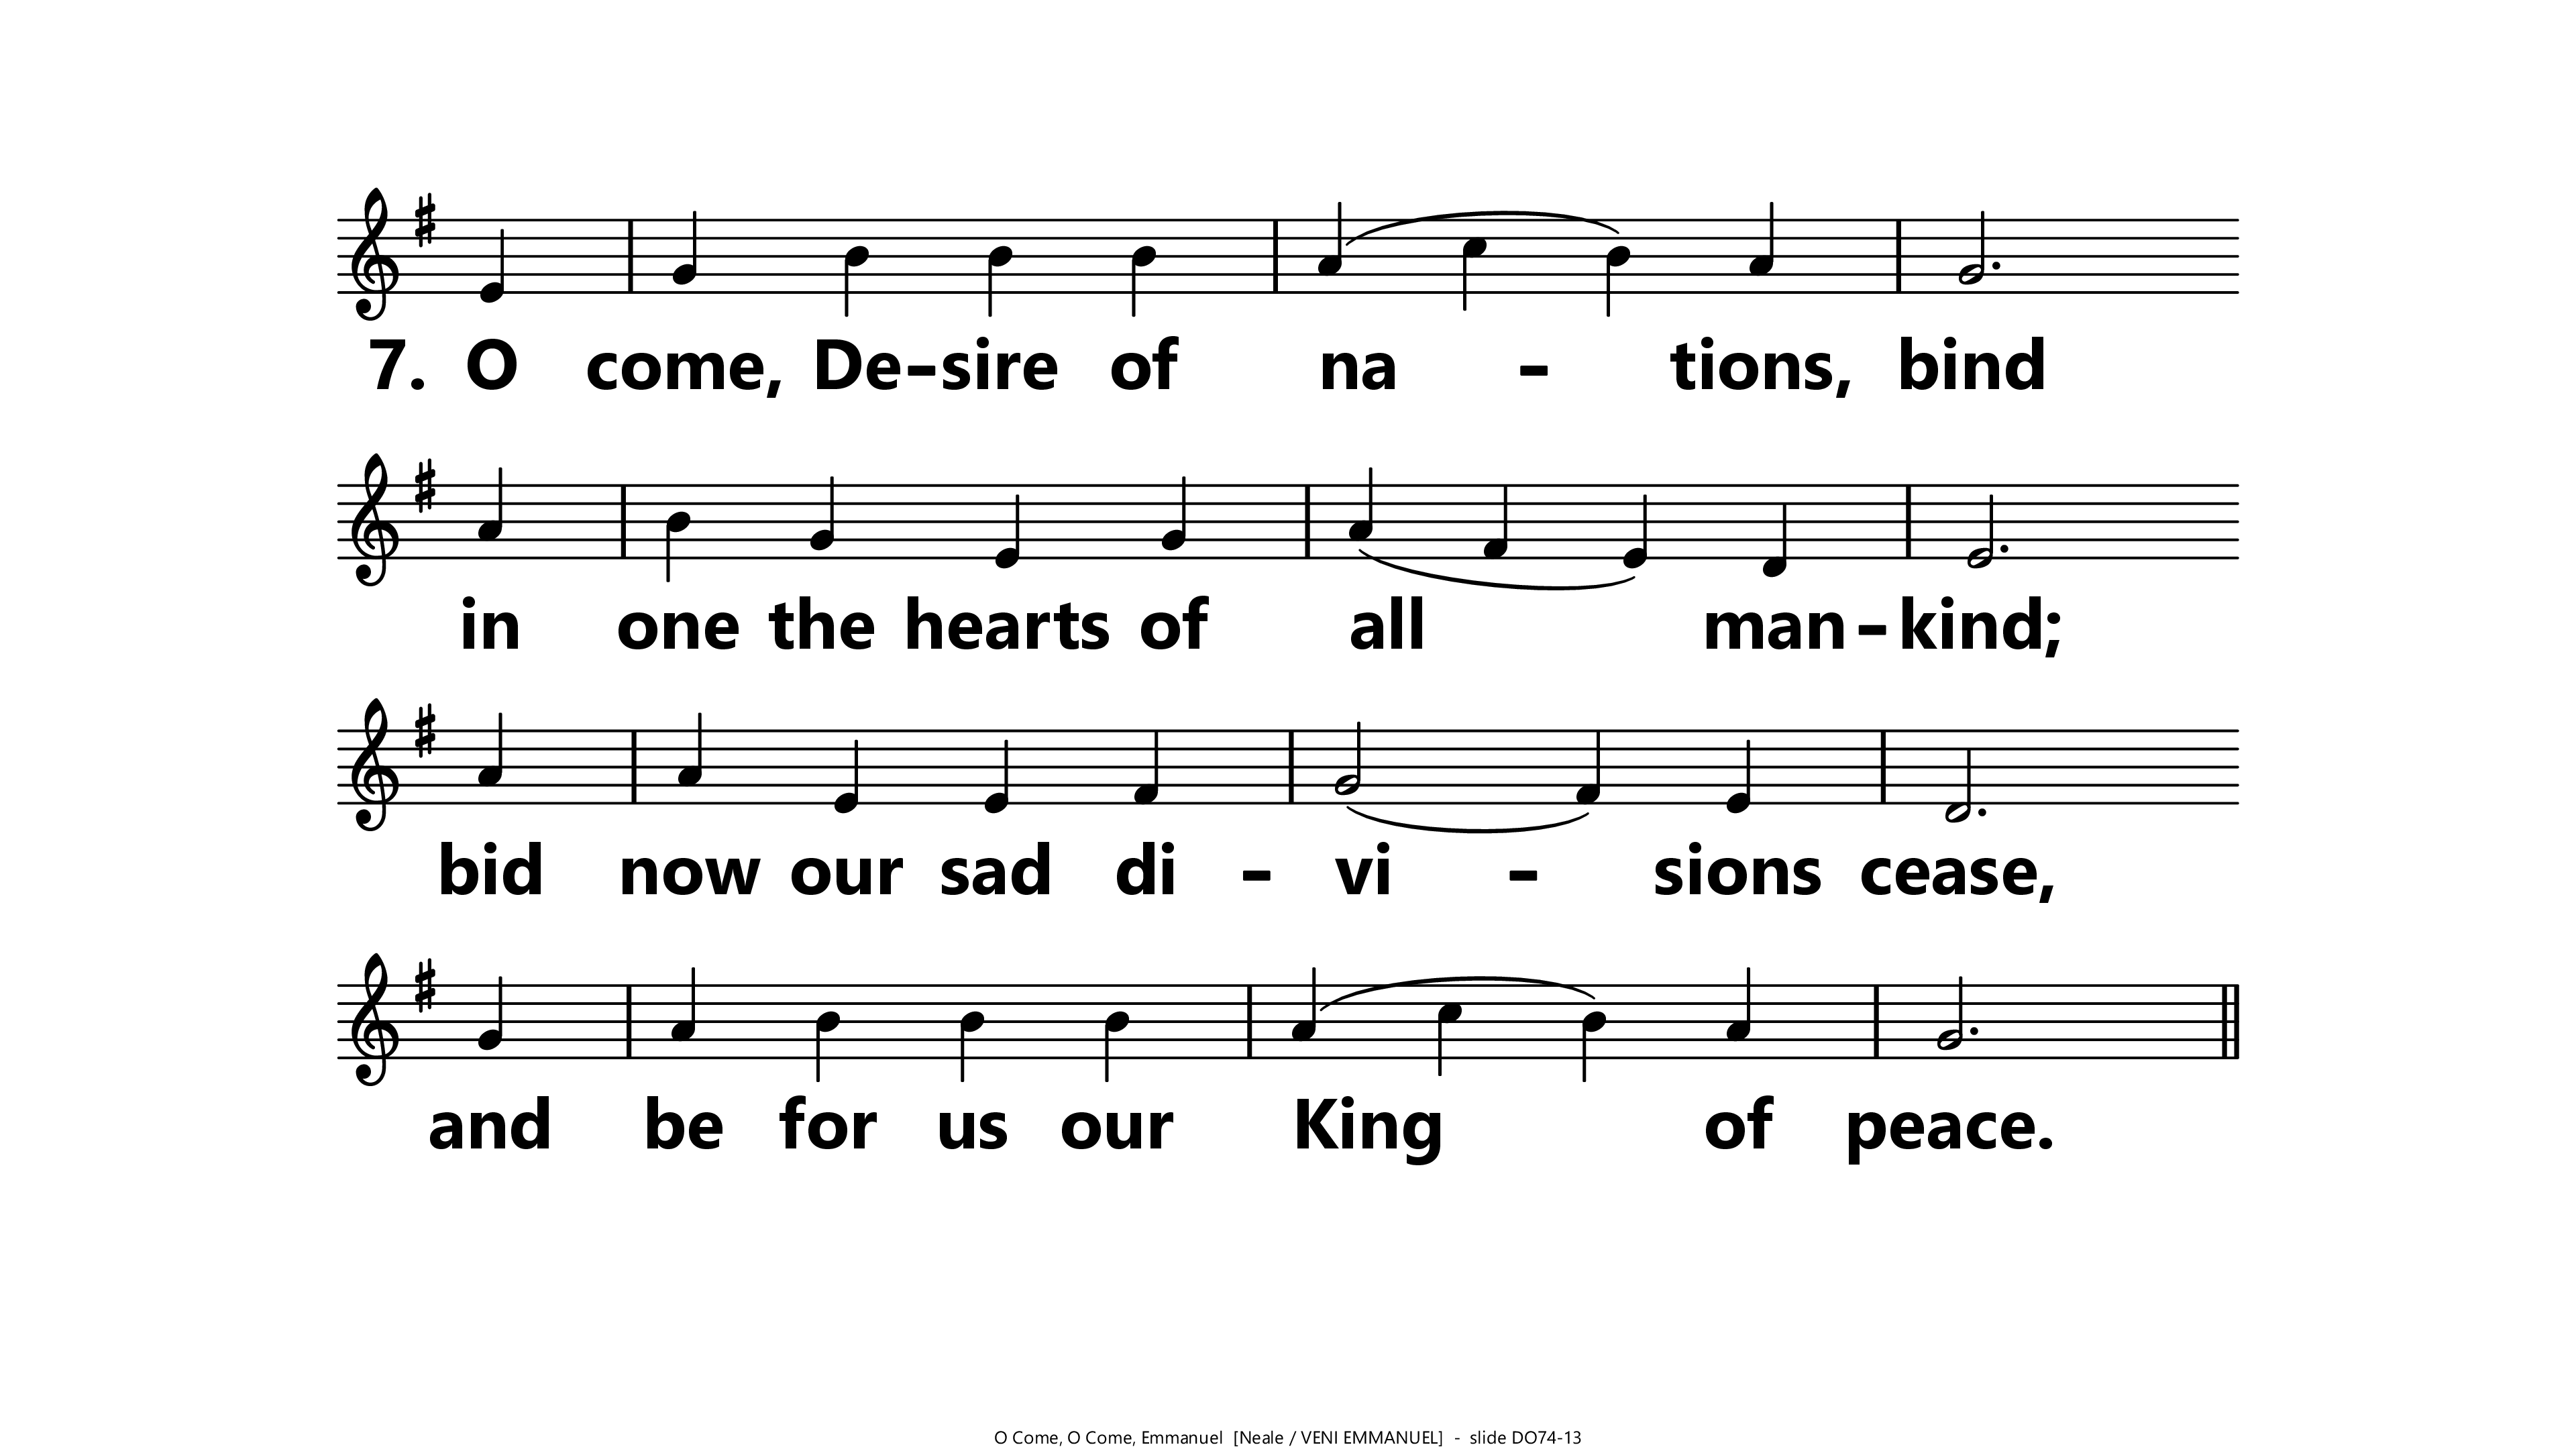 7. O come, De-sire of na - tions, bind
in one the hearts of all man-kind;
bid now our sad di - vi - sions cease,
and be for us our King of peace.
O Come, O Come, Emmanuel [Neale / VENI EMMANUEL] - slide DO74-13